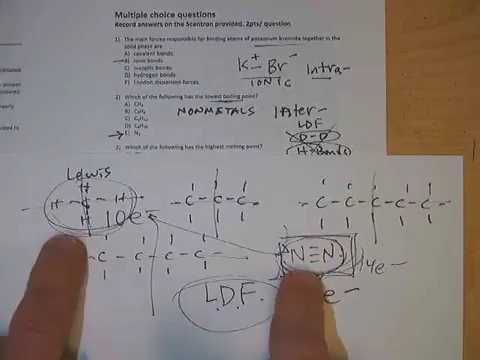 Multiple choice questions
Record answers on the Scantron provided. 2pts/ question
1) The main forces responsible for binding atoms of potassium bromide together in the
solid phase are
A) covalent bonds.
B) ionic bonds
C) metallic bonds
D) hydrogen bonds
E) London dispersion forces.
K+ Br-
IONIC
Intra-
2) Which of the following has the lowest boiling point?
A) CH4
E) N2
NONMETALS
Inter-
LDF
D-D
H-Bonds
3) Which of the following has the highest melting point?
Lewis
H
H H
H
10e-
-C-C-C-
-C-C-C-C-C-
-C-C-C-C-
N≡N
14e-
L.D.F.
e-